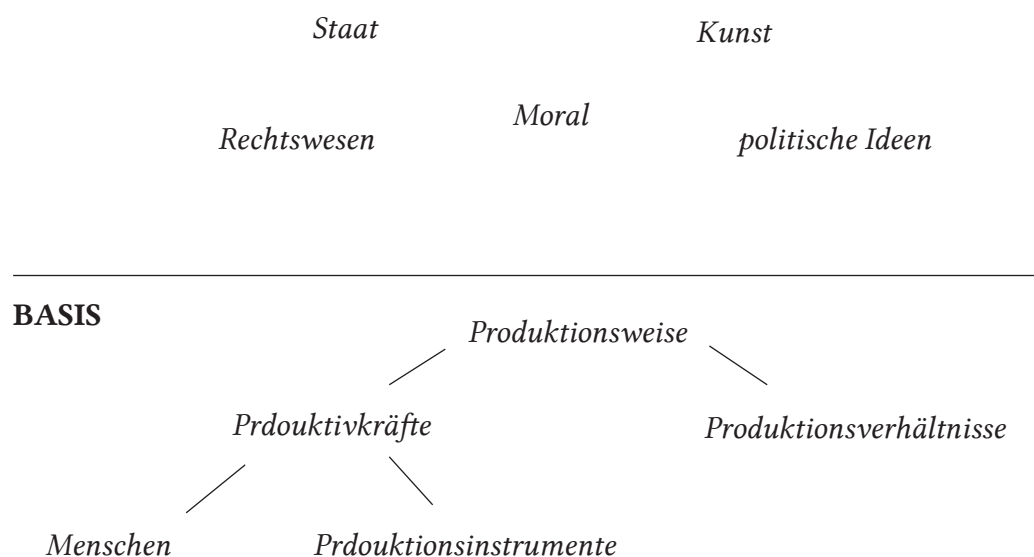 Staat Kunst
Moral
Rechtswesen politische Ideen
BASIS
Produktionsweise
Prdouktivkräfte Produktionsverhältnisse
Menschen Prdouktionsinstrumente